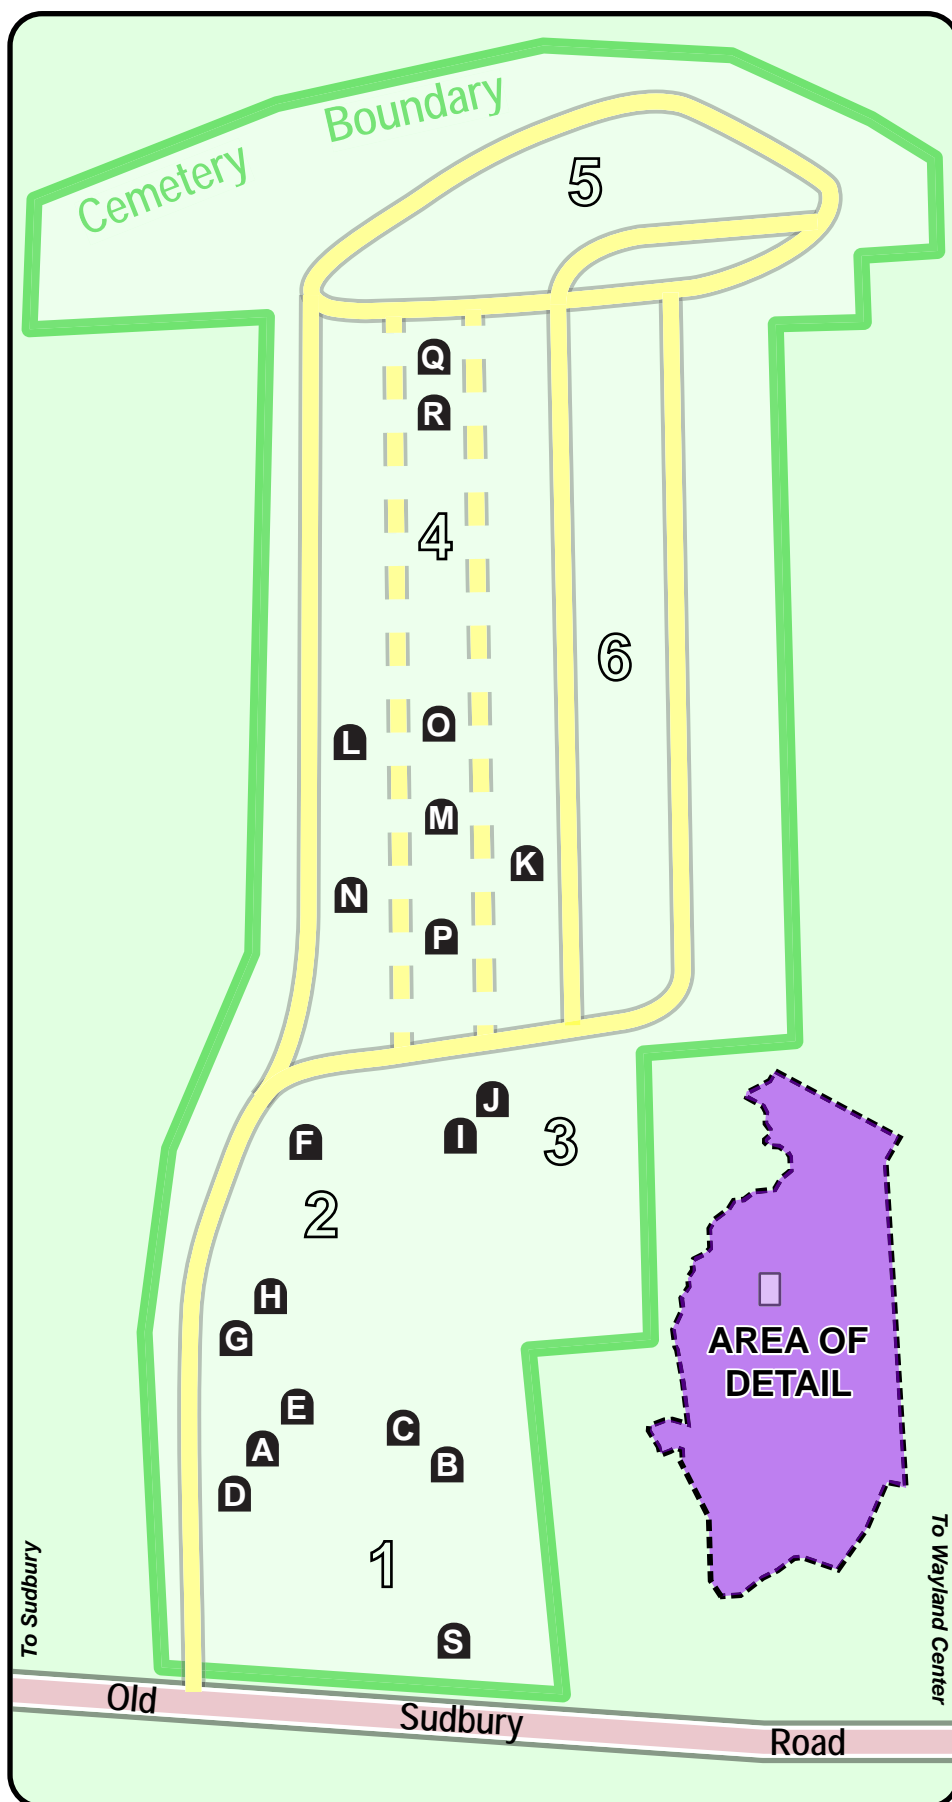 Cemetery Boundary
5
Q
R
4
6
O
L
M
K
N
P
J
I
3
F
2
H
G
E
C
A
B
D
1
S
AREA OF
DETAIL
To Sudbury
To Wayland Center
Old Sudbury Road